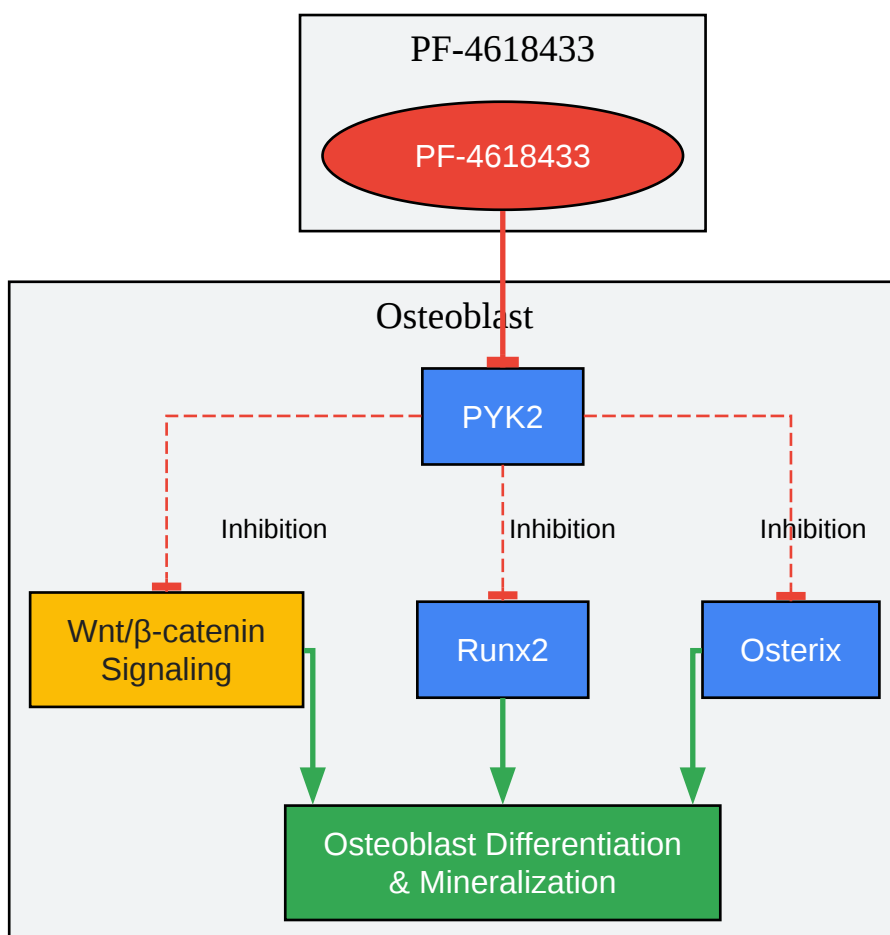 PF-4618433
PF-4618433
Osteoblast
PYK2
Inhibition
Inhibition
Inhibition
Wnt/β-catenin
Signaling
Runx2
Osterix
Osteoblast Differentiation
& Mineralization